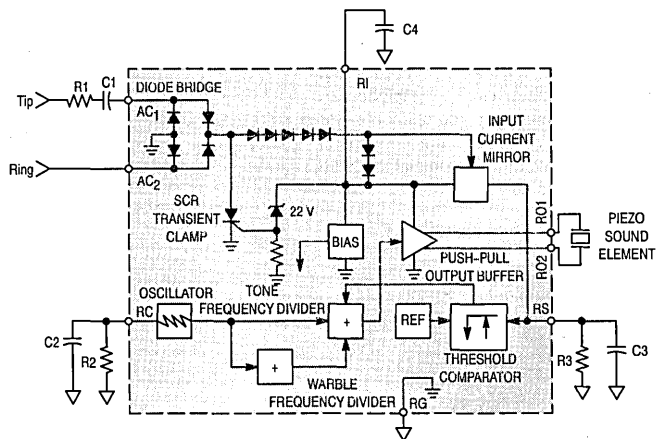 C4
R1
C1
DIODE BRIDGE
RI
Tip
AC1
INPUT
CURRENT
MIRROR
Ring
AC2
SCR
TRANSIENT
CLAMP
22 V
BIAS
RO1
RO2
PIEZO
SOUND
ELEMENT
PUSH-PULL
OUTPUT BUFFER
TONE
FREQUENCY DIVIDER
OSCILLATOR
RC
REF
RS
C2
R2
THRESHOLD
COMPARATOR
R3
C3
WARBLE
FREQUENCY DIVIDER
RG